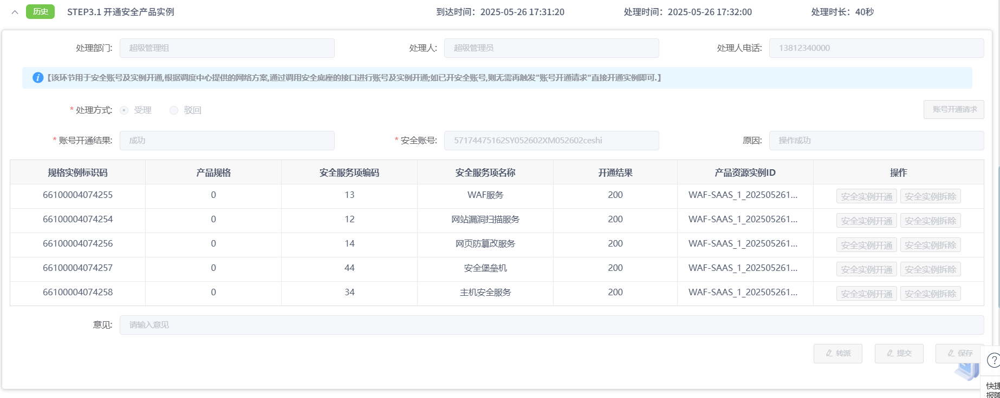 历史 STEP3.1 开通安全产品实例 到达时间：2025-05-26 17:31:20 处理时间：2025-05-26 17:32:00 处理时长：40秒
处理部门: 超级管理组 处理人: 超级管理员 处理人电话: 13812340000
【该环节用于安全账号及实例开通,根据调度中心提供的网络方案,通过调用安全底座的接口进行账号及实例开通;如已开安全账号,则无需再触发"账号开通请求"直接开通实例即可.】
* 处理方式: 受理 驳回 账号开通请求
* 账号开通结果: 成功 * 安全账号: 57174475162SY052602XM052602ceshi 原因: 操作成功
规格实例标识码 产品规格 安全服务项编码 安全服务项名称 开通结果 产品资源实例ID 操作
66100004074255 0 13 WAF服务 200 WAF-SAAS_1_202505261... 安全实例开通 安全实例拆除
66100004074254 0 12 网站漏洞扫描服务 200 WAF-SAAS_1_202505261... 安全实例开通 安全实例拆除
66100004074256 0 14 网页防篡改服务 200 WAF-SAAS_1_202505261... 安全实例开通 安全实例拆除
66100004074257 0 44 安全堡垒机 200 WAF-SAAS_1_202505261... 安全实例开通 安全实例拆除
66100004074258 0 34 主机安全服务 200 WAF-SAAS_1_202505261... 安全实例开通 安全实例拆除
意见: 请输入意见
转派 提交 保存
快捷
报障